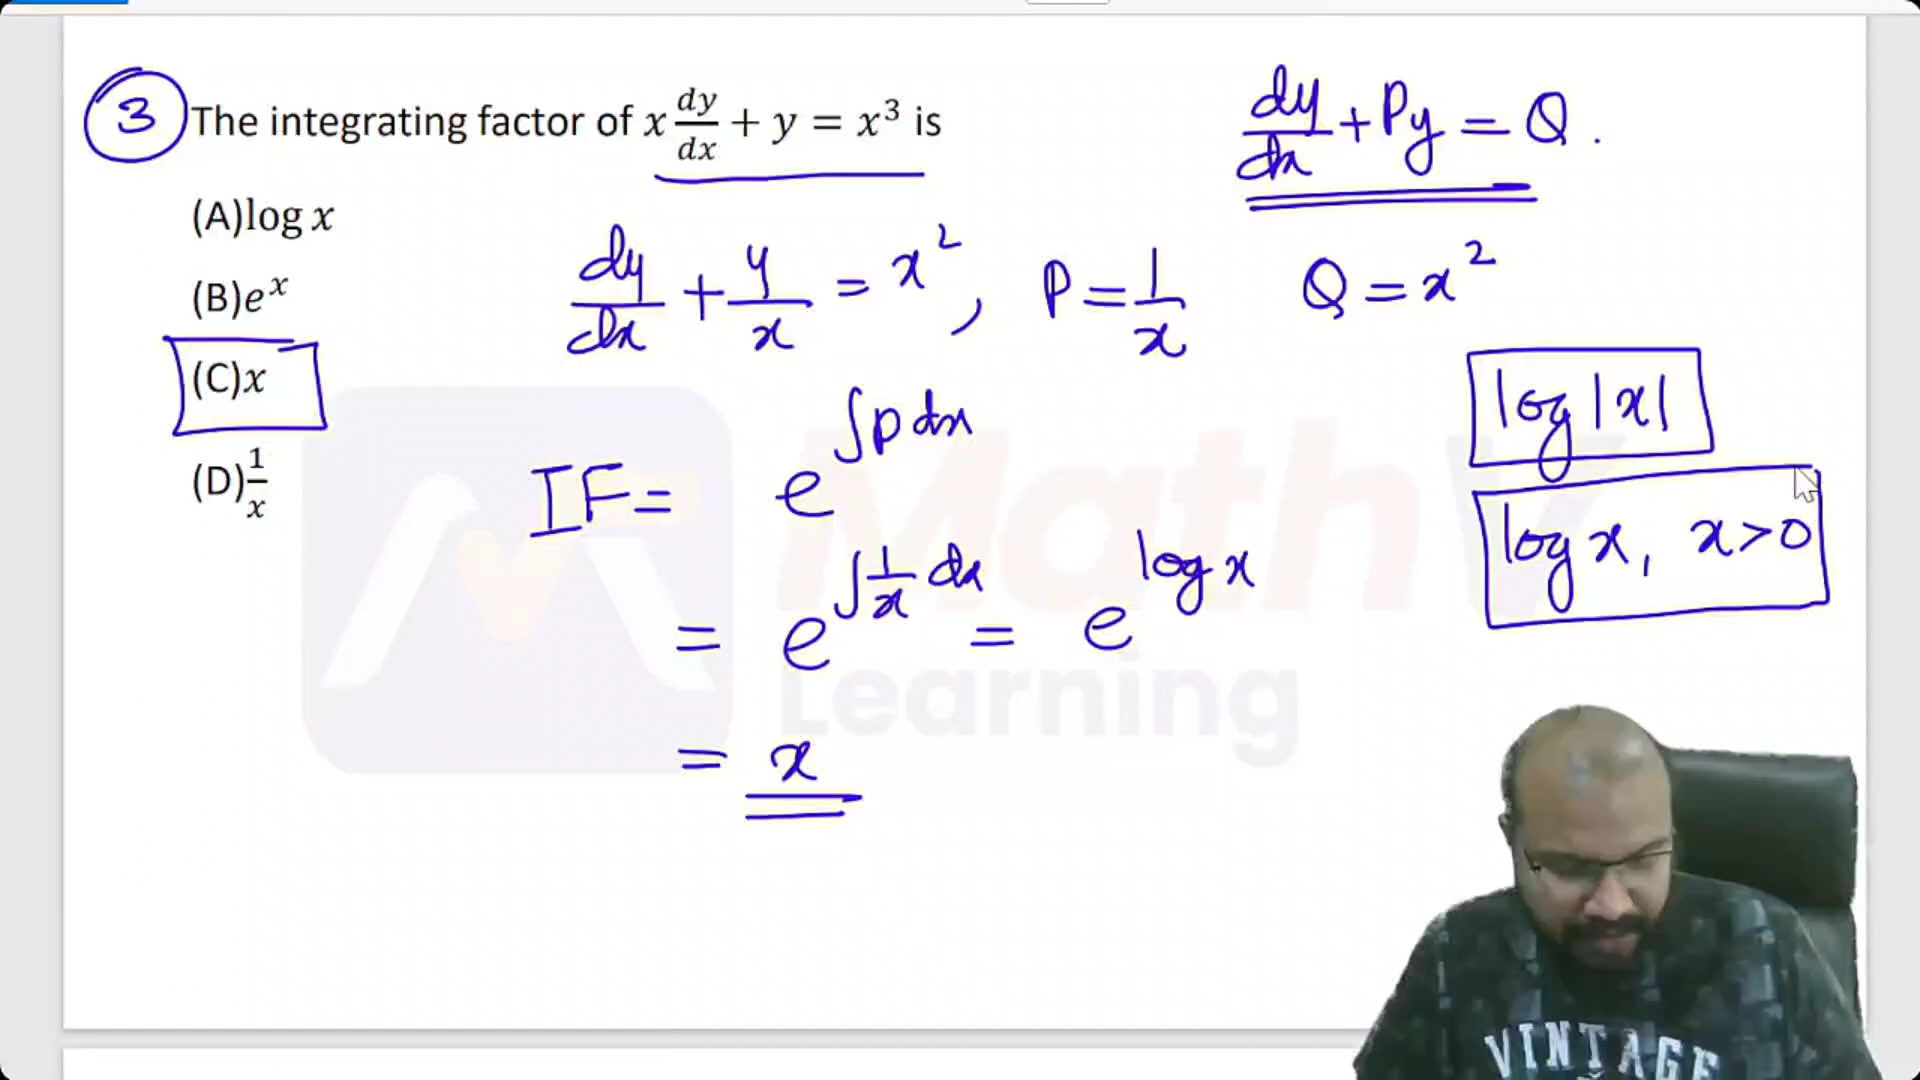 3 The integrating factor of x dy/dx + y = x³ is
dy/dx + Py = Q.
(A) log x
(B) eˣ
(C) x
(D) 1/x
dy/dx + y/x = x², P = 1/x Q = x²
IF = e^∫P dx
= e^∫1/x dx = e^log x
= x
log |x|
log x, x > 0
Math
Learning
VINTAGE